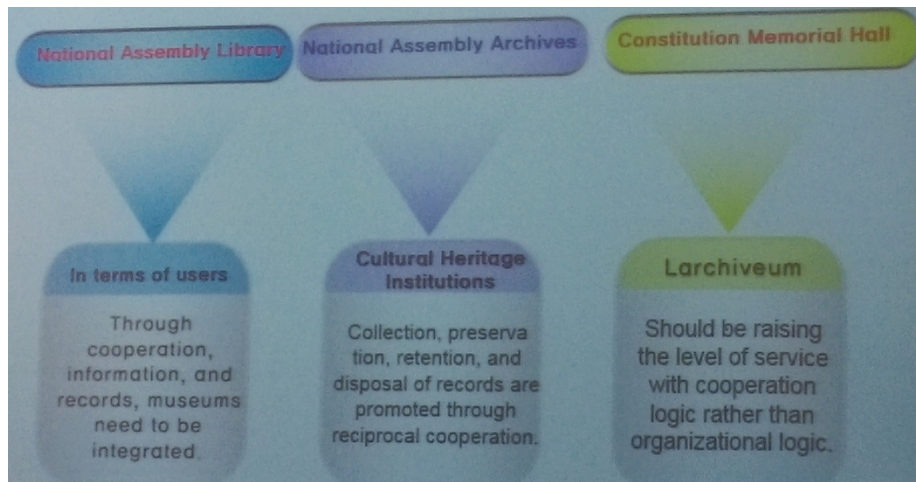 National Assembly Library
National Assembly Archives
Constitution Memorial Hall
In terms of users
Through
cooperation,
information, and
records, museums
need to be
integrated.
Cultural Heritage
Institutions
Collection, preserva
tion, retention, and
disposal of records are
promoted through
reciprocal cooperation.
Larchiveum
Should be raising
the level of service
with cooperation
logic rather than
organizational logic.